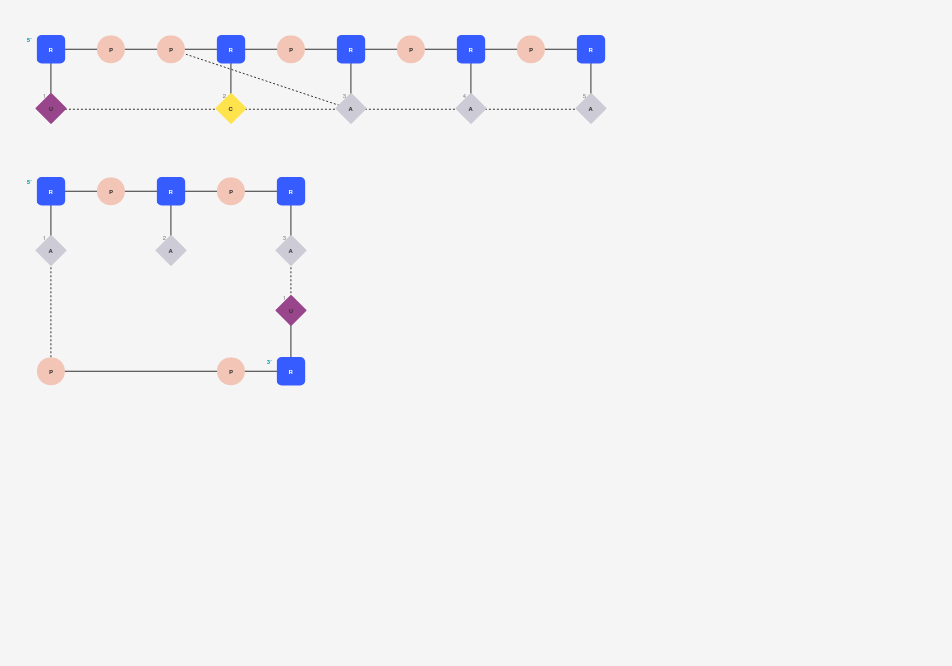 5' R P P R P R P R P R
1 U 2 C 3 A 4 A 5 A
5' R P R P R
1 A 2 A 3 A
1 U
3'
P P R